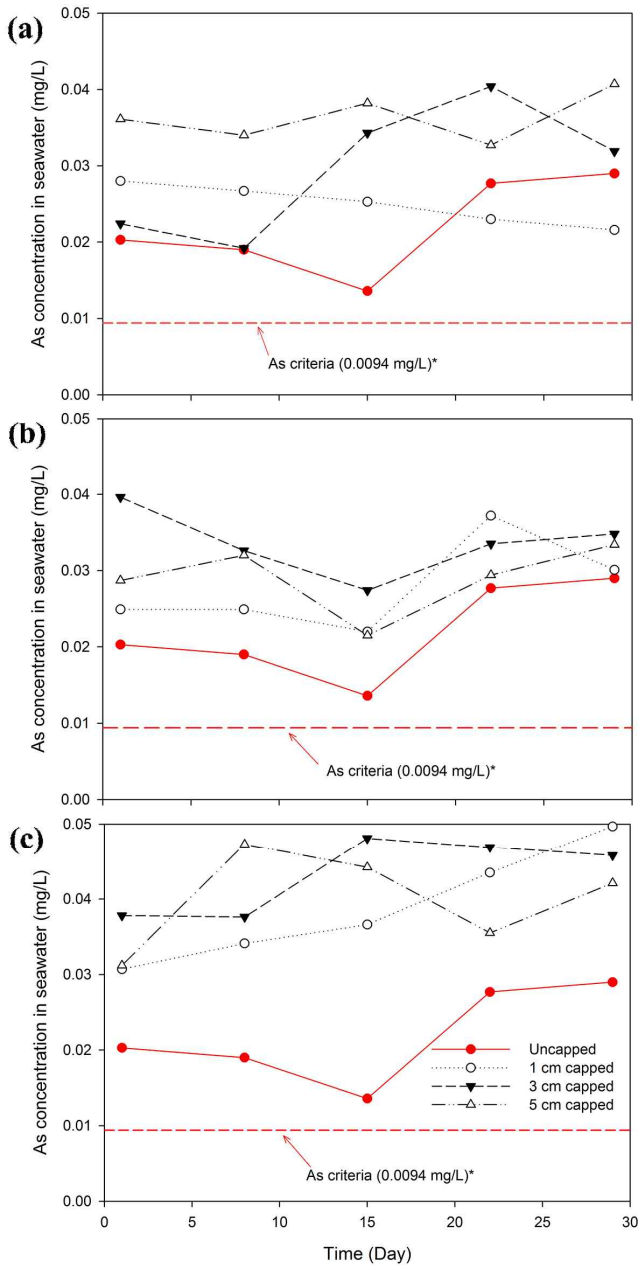 (a)
As concentration in seawater (mg/L)
0.05
0.04
0.03
0.02
0.01
0.00
As criteria (0.0094 mg/L)*
(b)
As concentration in seawater (mg/L)
0.05
0.04
0.03
0.02
0.01
0.00
As criteria (0.0094 mg/L)*
(c)
As concentration in seawater (mg/L)
0.05
0.04
0.03
0.02
0.01
0.00
Uncapped
1 cm capped
3 cm capped
5 cm capped
As criteria (0.0094 mg/L)*
0 5 10 15 20 25 30
Time (Day)